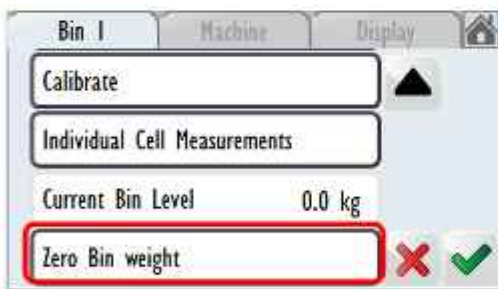 Bin 1 Machine Display
Calibrate
Individual Cell Measurements
Current Bin Level 0.0 kg
Zero Bin weight